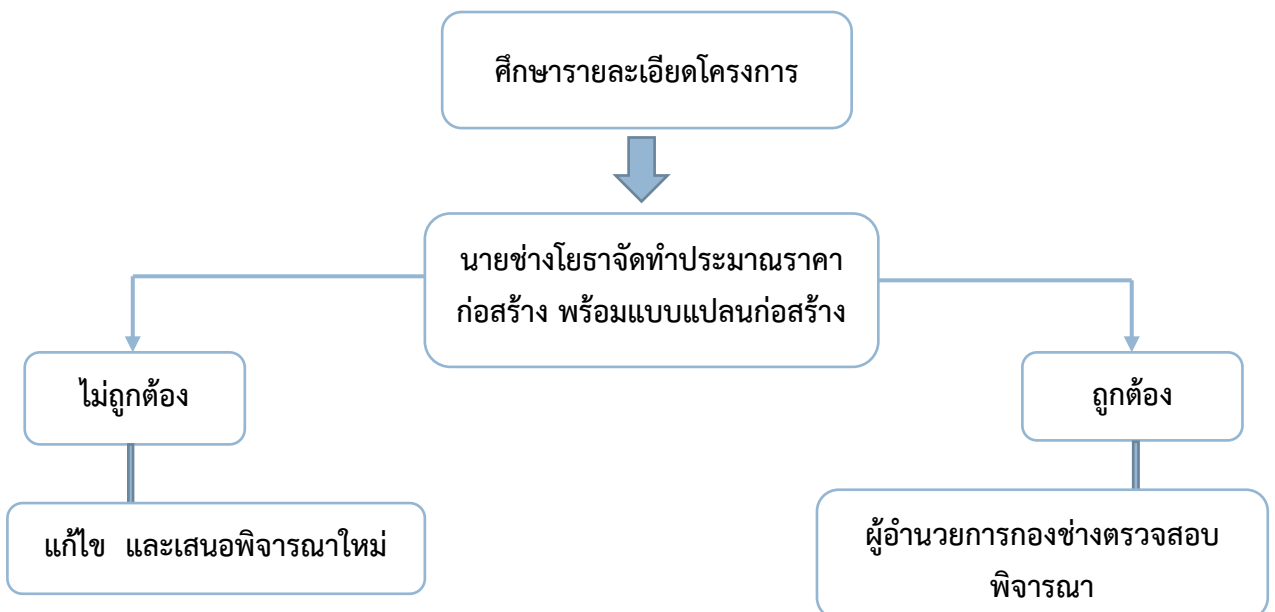 ศึกษารายละเอียดโครงการ
นายช่างโยธาจัดทำประมาณราคา
ก่อสร้าง พร้อมแบบแปลนก่อสร้าง
ไม่ถูกต้อง
ถูกต้อง
แก้ไข และเสนอพิจารณาใหม่
ผู้อำนวยการกองช่างตรวจสอบ
พิจารณา